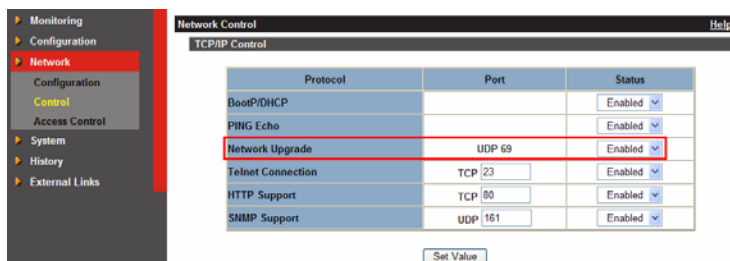 Monitoring
Configuration
Network
Configuration
Control
Access Control
System
History
External Links
Network Control Help
TCP/IP Control
Protocol Port Status
BootP/DHCP Enabled
PING Echo Enabled
Network Upgrade UDP 69 Enabled
Telnet Connection TCP 23 Enabled
HTTP Support TCP 80 Enabled
SNMP Support UDP 161 Enabled
Set Value